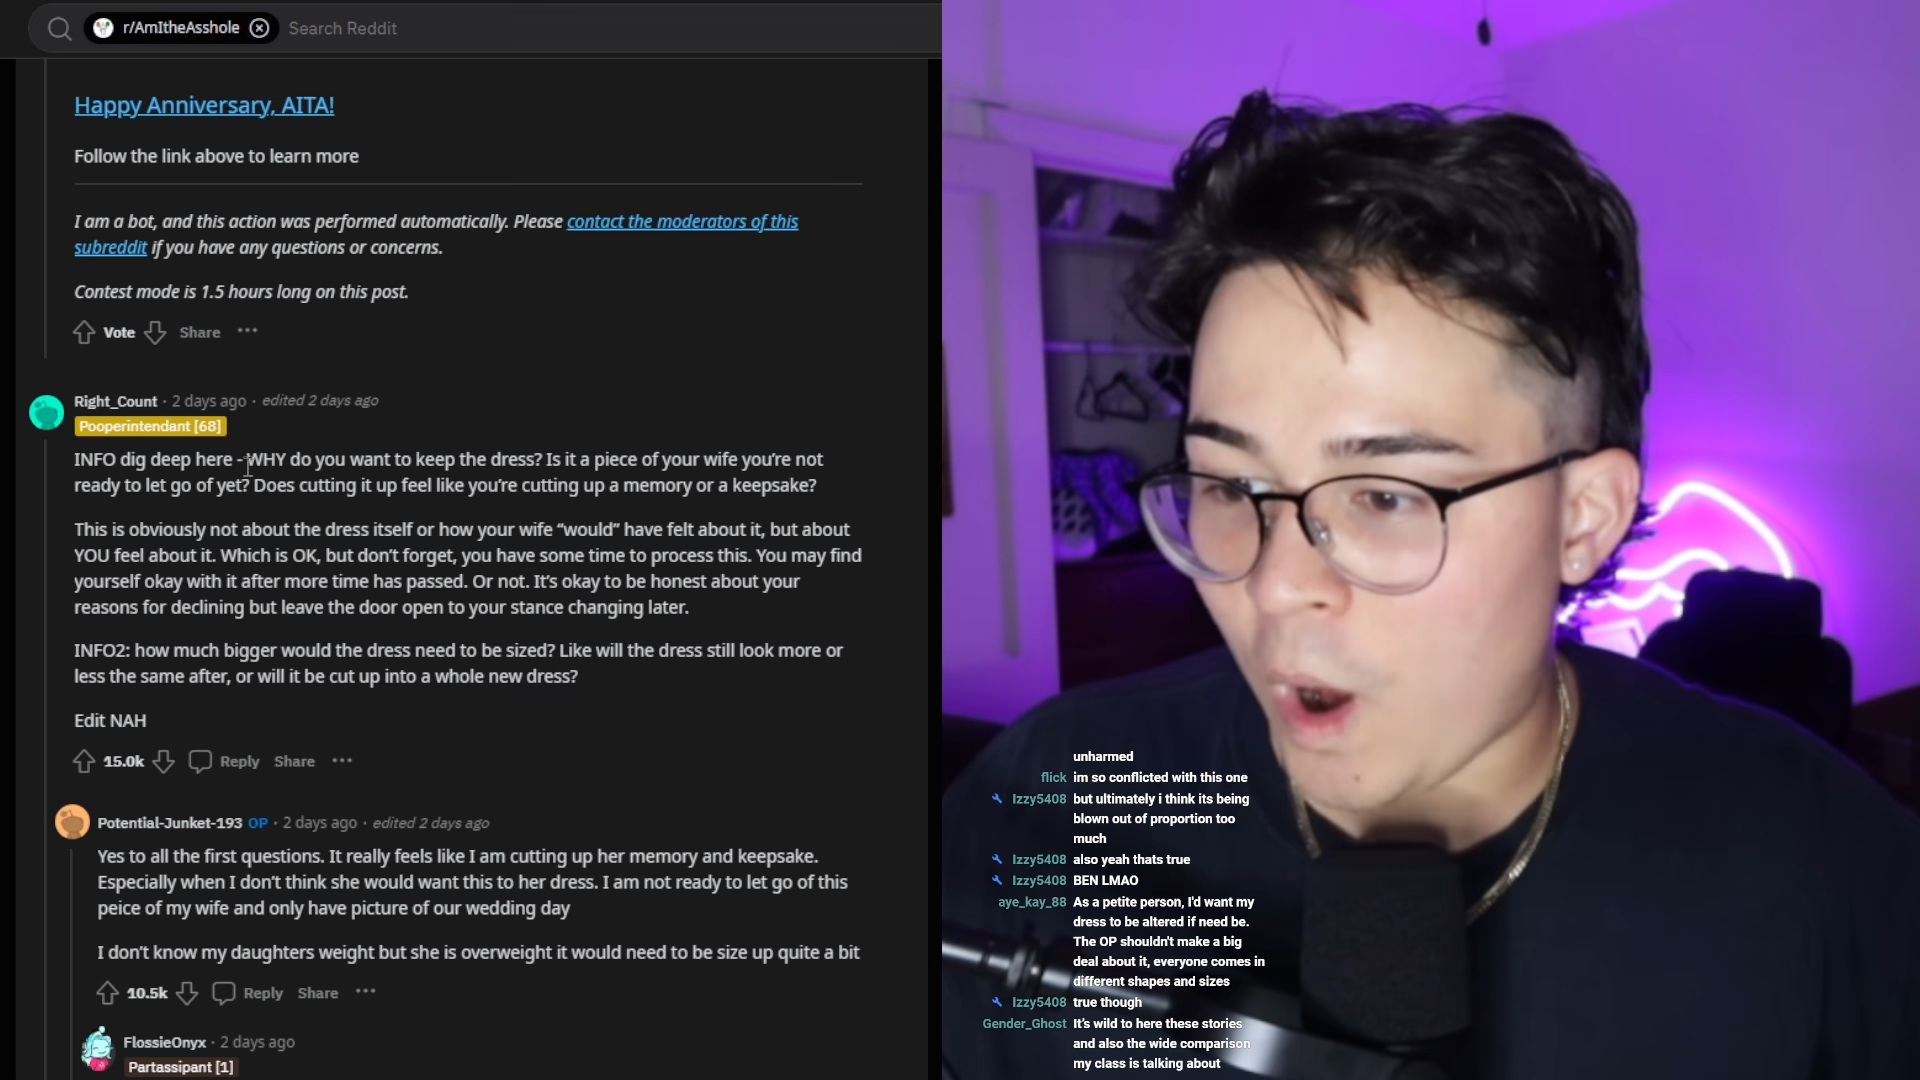 r/AmItheAsshole Search Reddit
Happy Anniversary, AITA!
Follow the link above to learn more
I am a bot, and this action was performed automatically. Please contact the moderators of this
subreddit if you have any questions or concerns.
Contest mode is 1.5 hours long on this post.
Vote Share ...
Right_Count · 2 days ago · edited 2 days ago
Pooperintendant [68]
INFO dig deep here - WHY do you want to keep the dress? Is it a piece of your wife you’re not
ready to let go of yet? Does cutting it up feel like you’re cutting up a memory or a keepsake?
This is obviously not about the dress itself or how your wife “would” have felt about it, but about
YOU feel about it. Which is OK, but don’t forget, you have some time to process this. You may find
yourself okay with it after more time has passed. Or not. It’s okay to be honest about your
reasons for declining but leave the door open to your stance changing later.
INFO2: how much bigger would the dress need to be sized? Like will the dress still look more or
less the same after, or will it be cut up into a whole new dress?
Edit NAH
15.0k Reply Share ...
Potential-Junket-193 OP · 2 days ago · edited 2 days ago
Yes to all the first questions. It really feels like I am cutting up her memory and keepsake.
Especially when I don’t think she would want this to her dress. I am not ready to let go of this
peice of my wife and only have picture of our wedding day
I don’t know my daughters weight but she is overweight it would need to be size up quite a bit
10.5k Reply Share ...
FlossieOnyx · 2 days ago
Partassipant [1]
unharmed
flick im so conflicted with this one
Izzy5408 but ultimately i think its being
blown out of proportion too
much
Izzy5408 also yeah thats true
Izzy5408 BEN LMAO
aye_kay_88 As a petite person, I'd want my
dress to be altered if need be.
The OP shouldn't make a big
deal about it, everyone comes in
different shapes and sizes
Izzy5408 true though
Gender_Ghost It's wild to here these stories
and also the wide comparison
my class is talking about